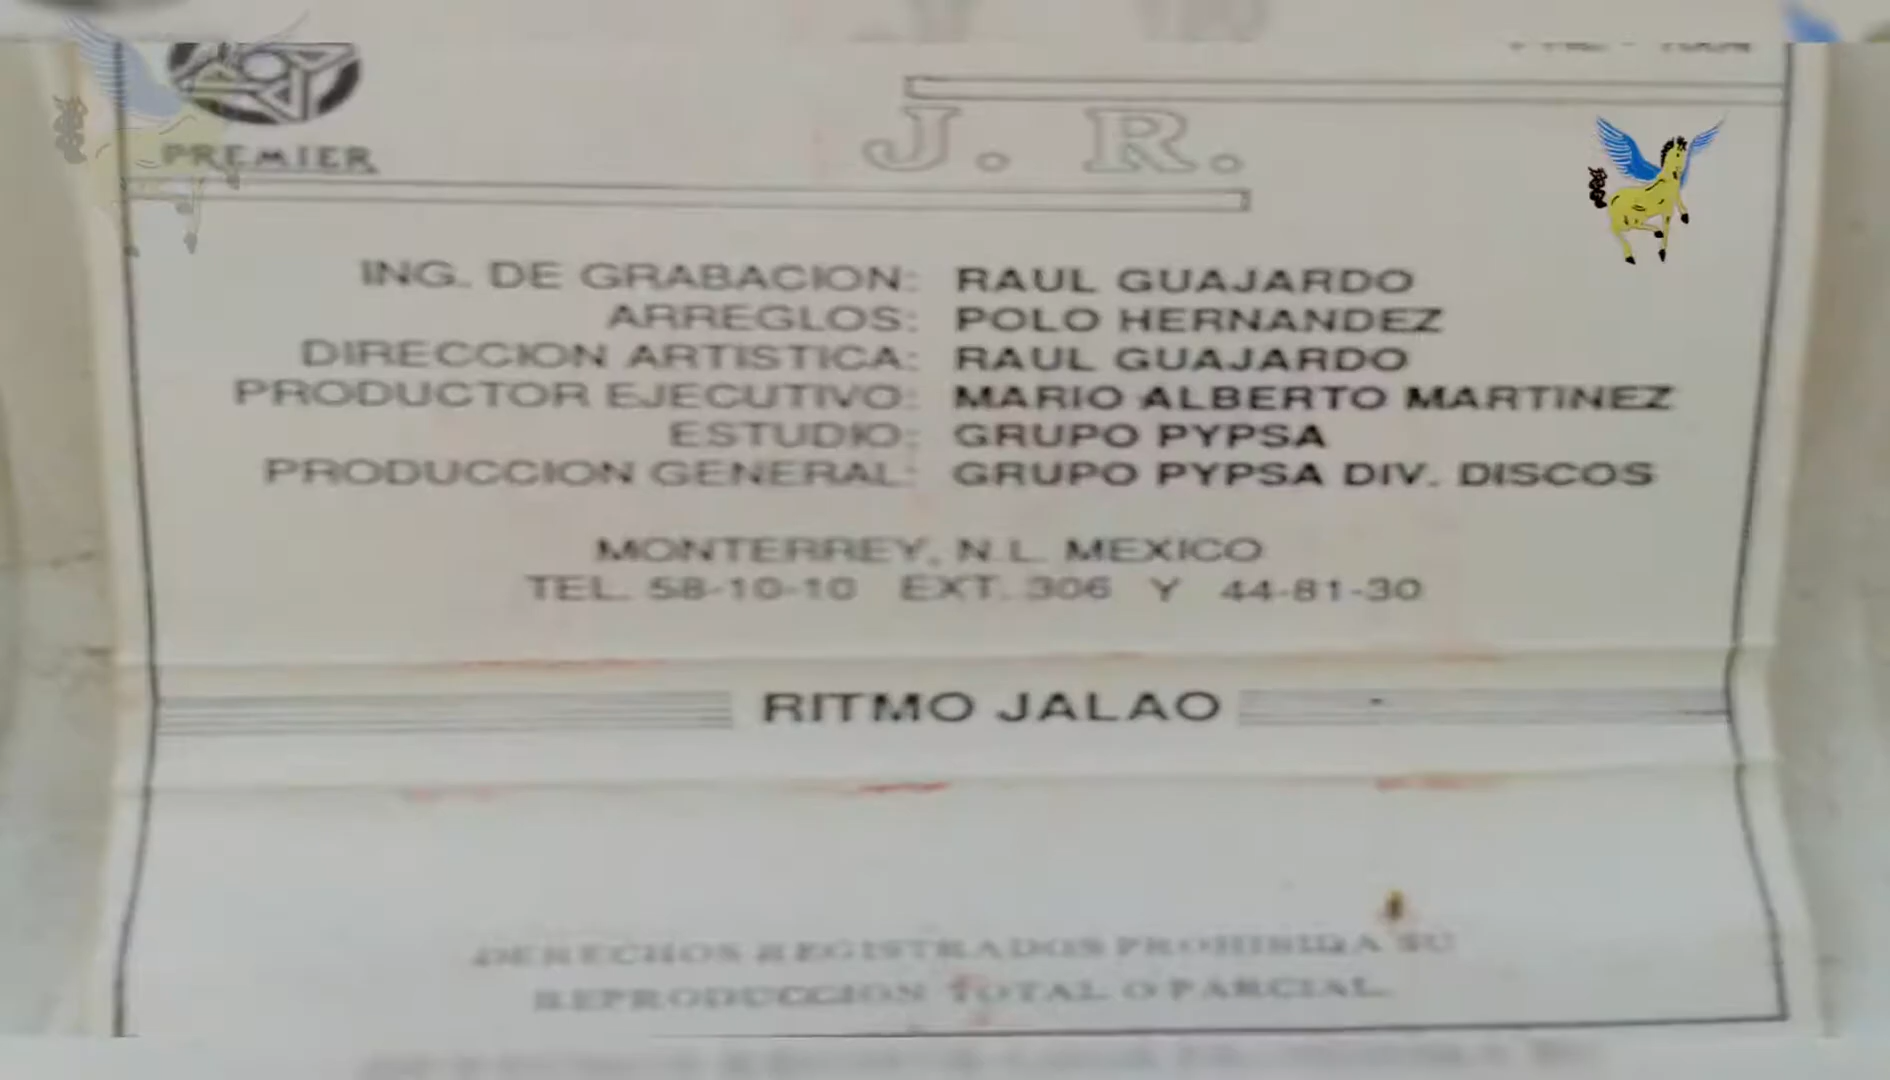 PREMIER
J. R.
ING. DE GRABACION: RAUL GUAJARDO
ARREGLOS: POLO HERNANDEZ
DIRECCION ARTISTICA: RAUL GUAJARDO
PRODUCTOR EJECUTIVO: MARIO ALBERTO MARTINEZ
ESTUDIO: GRUPO PYPSA
PRODUCCION GENERAL: GRUPO PYPSA DIV. DISCOS
MONTERREY, N.L. MEXICO
TEL. 58-10-10 EXT. 306 Y 44-81-30
RITMO JALAO
DERECHOS REGISTRADOS PROHIBIDA SU
REPRODUCCION TOTAL O PARCIAL.